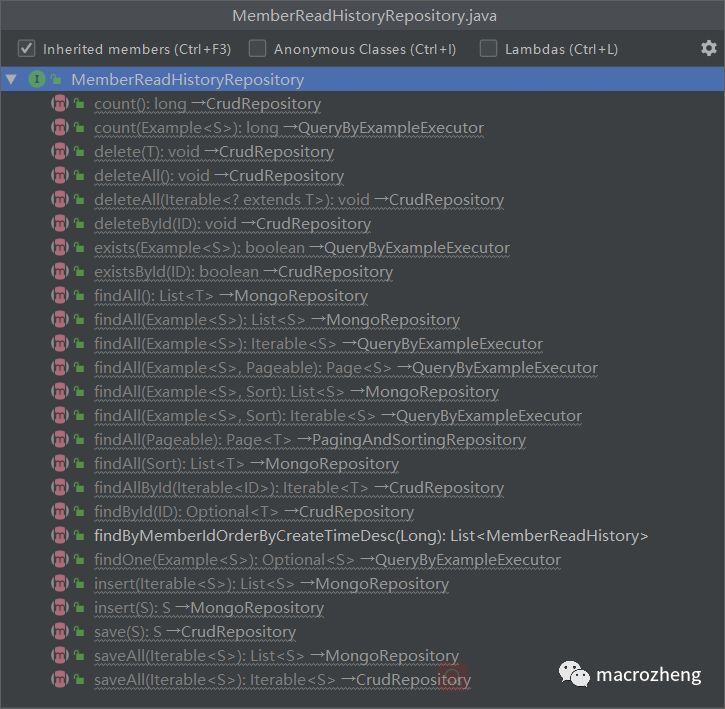 MemberReadHistoryRepository.java
Inherited members (Ctrl+F3) Anonymous Classes (Ctrl+I) Lambdas (Ctrl+L)
I MemberReadHistoryRepository
m count(): long →CrudRepository
m count(Example<S>): long →QueryByExampleExecutor
m delete(T): void →CrudRepository
m deleteAll(): void →CrudRepository
m deleteAll(Iterable<? extends T>): void →CrudRepository
m deleteById(ID): void →CrudRepository
m exists(Example<S>): boolean →QueryByExampleExecutor
m existsById(ID): boolean →CrudRepository
m findAll(): List<T> →MongoRepository
m findAll(Example<S>): List<S> →MongoRepository
m findAll(Example<S>): Iterable<S> →QueryByExampleExecutor
m findAll(Example<S>, Pageable): Page<S> →QueryByExampleExecutor
m findAll(Example<S>, Sort): List<S> →MongoRepository
m findAll(Example<S>, Sort): Iterable<S> →QueryByExampleExecutor
m findAll(Pageable): Page<T> →PagingAndSortingRepository
m findAll(Sort): List<T> →MongoRepository
m findAllById(Iterable<ID>): Iterable<T> →CrudRepository
m findById(ID): Optional<T> →CrudRepository
m findByMemberIdOrderByCreateTimeDesc(Long): List<MemberReadHistory>
m findOne(Example<S>): Optional<S> →QueryByExampleExecutor
m insert(Iterable<S>): List<S> →MongoRepository
m insert(S): S →MongoRepository
m save(S): S →CrudRepository
m saveAll(Iterable<S>): List<S> →MongoRepository
m saveAll(Iterable<S>): Iterable<S> →CrudRepository
macrozheng